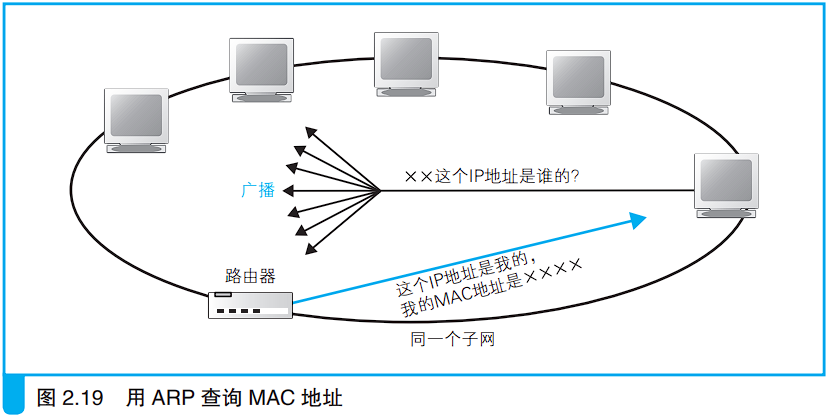 ××这个IP地址是谁的?
广播
路由器
这个IP地址是我的，
我的MAC地址是××××
同一个子网
图 2.19 用 ARP 查询 MAC 地址